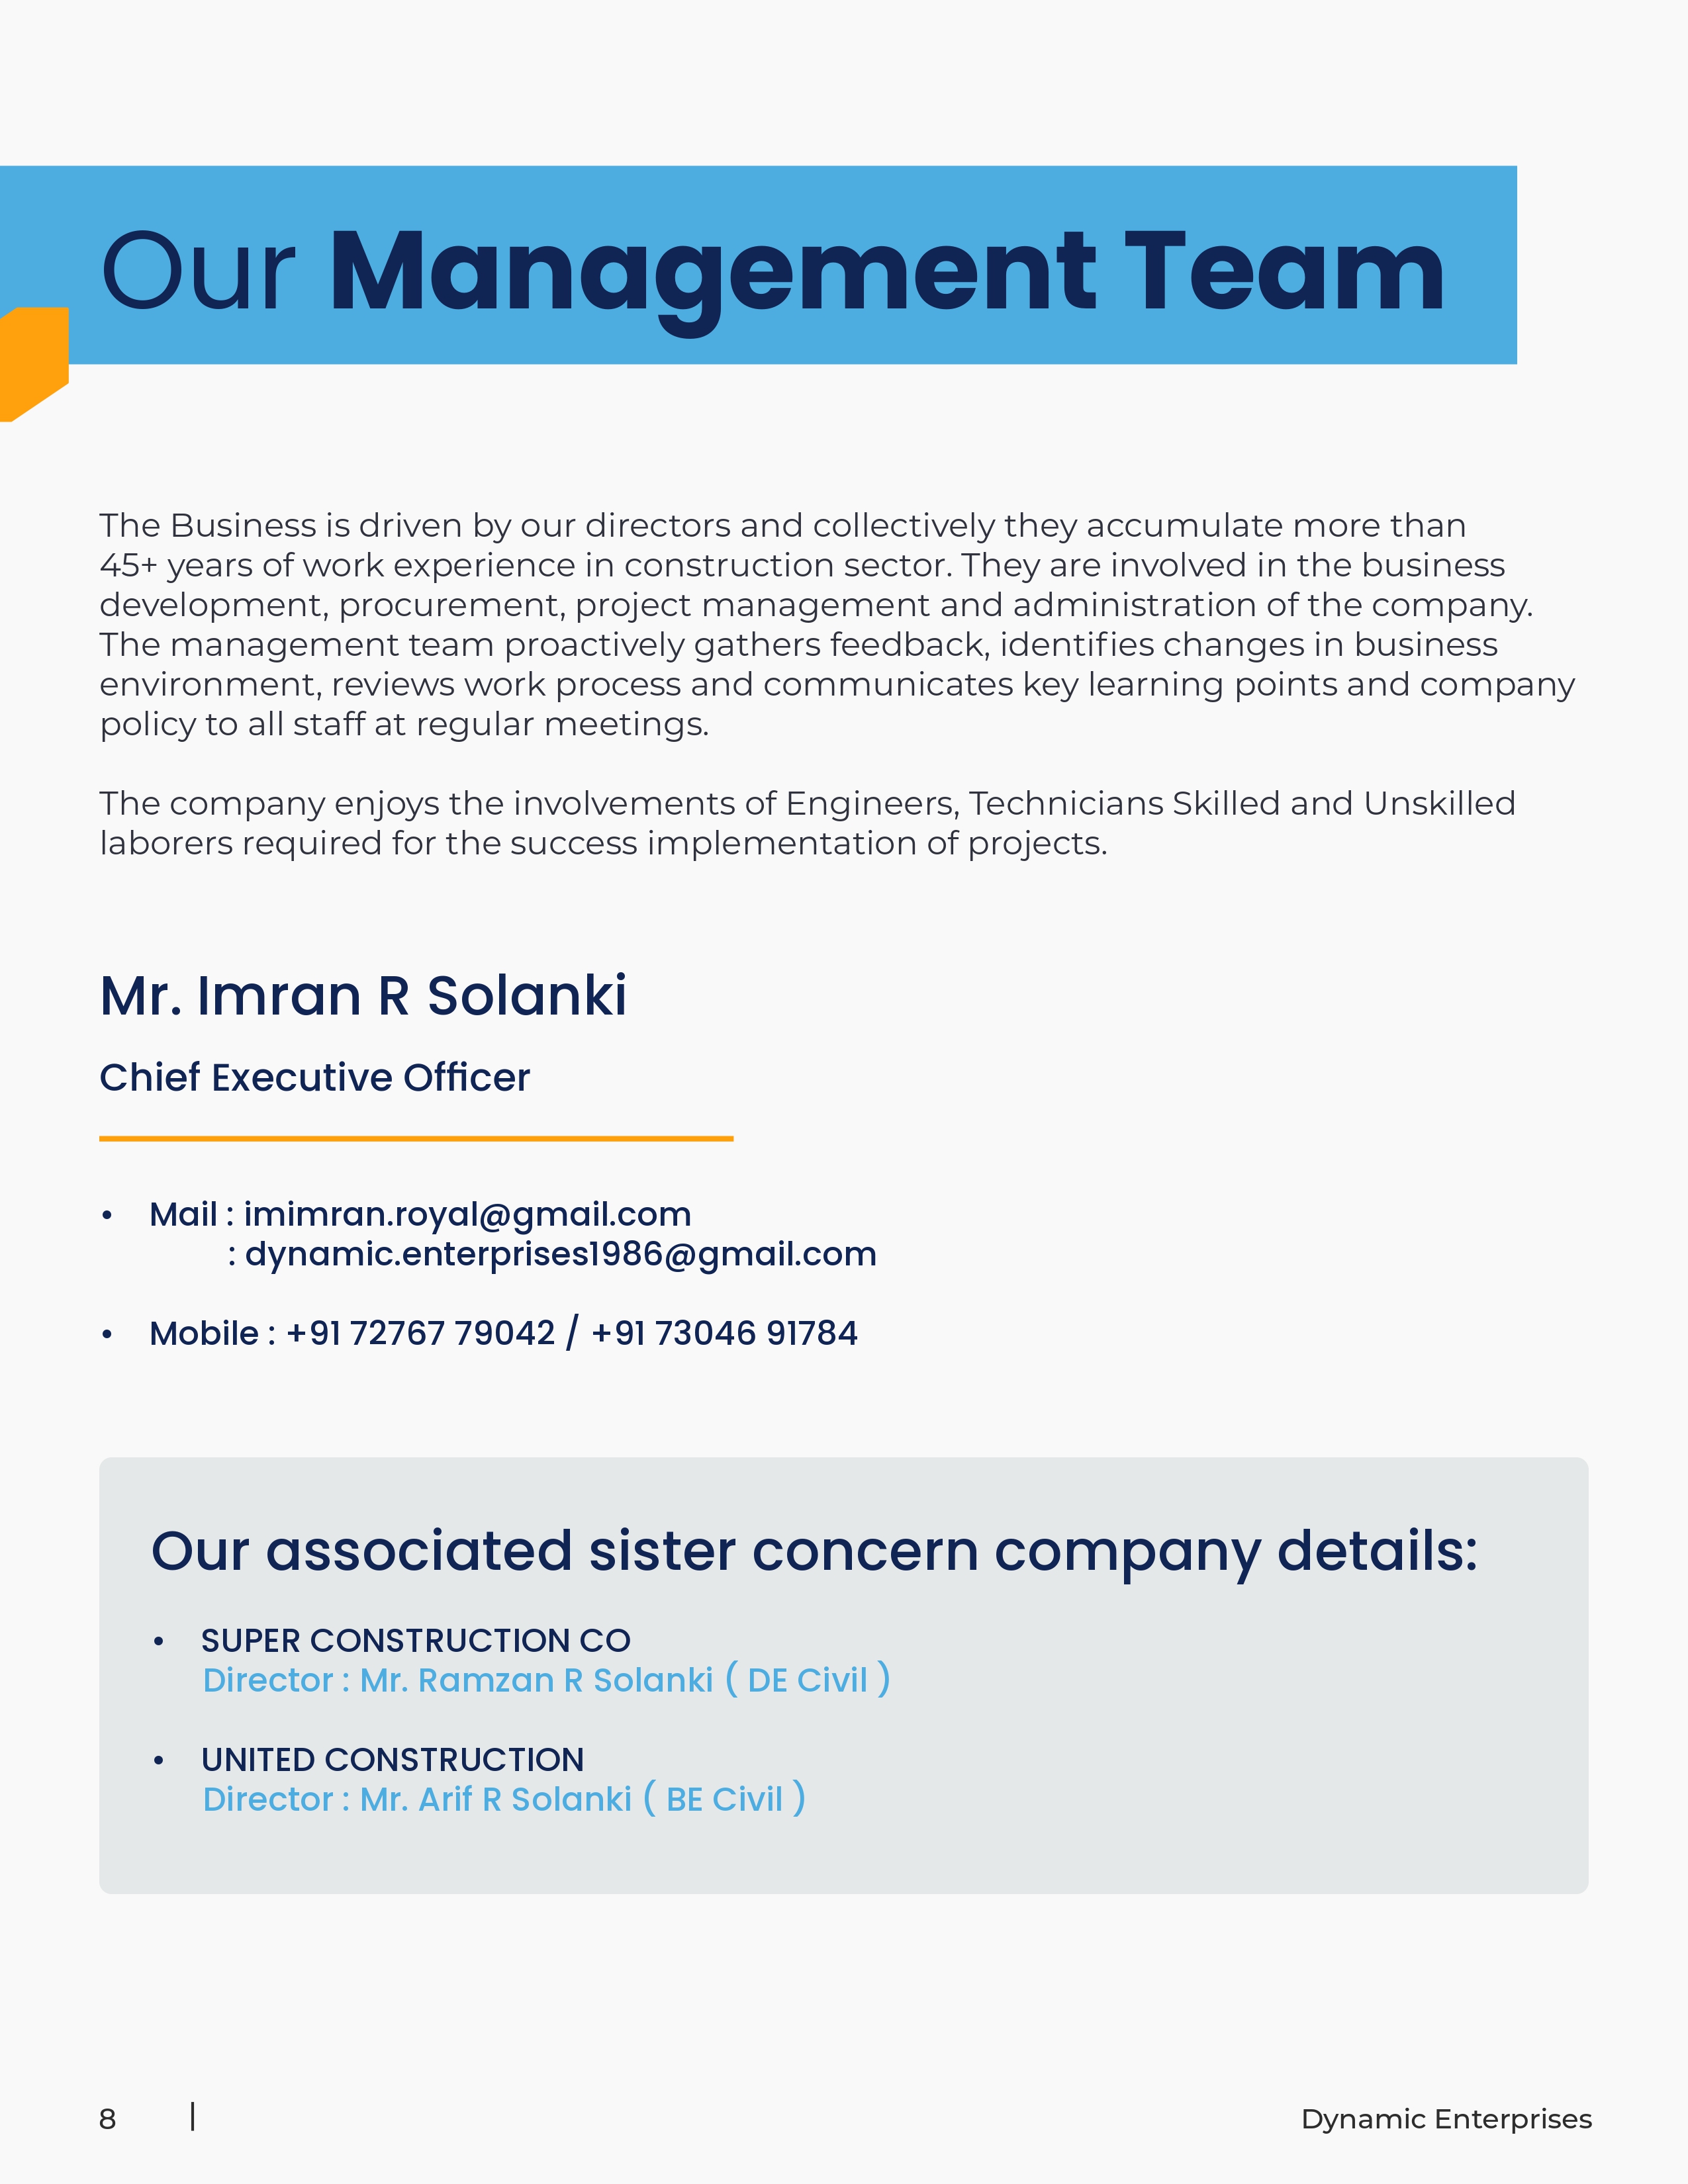 Our Management Team
The Business is driven by our directors and collectively they accumulate more than
45+ years of work experience in construction sector. They are involved in the business
development, procurement, project management and administration of the company.
The management team proactively gathers feedback, identifies changes in business
environment, reviews work process and communicates key learning points and company
policy to all staff at regular meetings.
The company enjoys the involvements of Engineers, Technicians Skilled and Unskilled
laborers required for the success implementation of projects.
Mr. Imran R Solanki
Chief Executive Officer
• Mail : imimran.royal@gmail.com
: dynamic.enterprises1986@gmail.com
• Mobile : +91 72767 79042 / +91 73046 91784
Our associated sister concern company details:
• SUPER CONSTRUCTION CO
Director : Mr. Ramzan R Solanki ( DE Civil )
• UNITED CONSTRUCTION
Director : Mr. Arif R Solanki ( BE Civil )
8 | Dynamic Enterprises